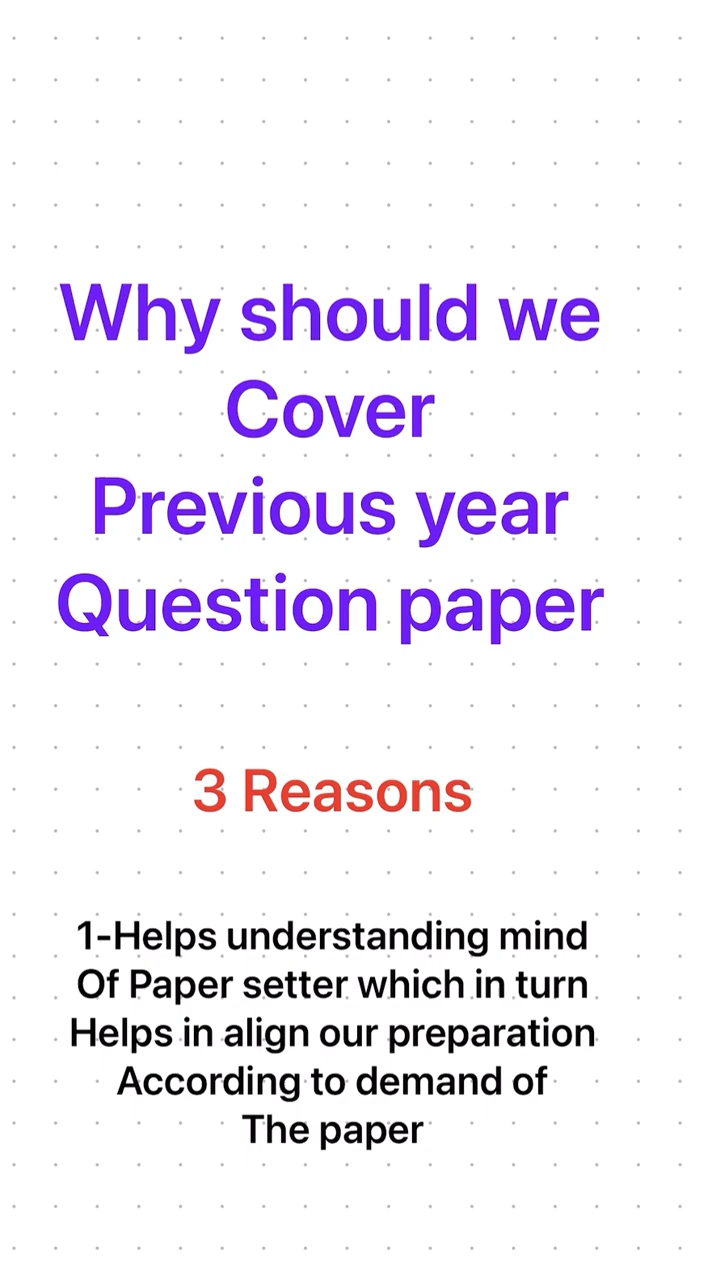 Why should we
Cover
Previous year
Question paper
3 Reasons
1-Helps understanding mind
Of Paper setter which in turn
Helps in align our preparation
According to demand of
The paper